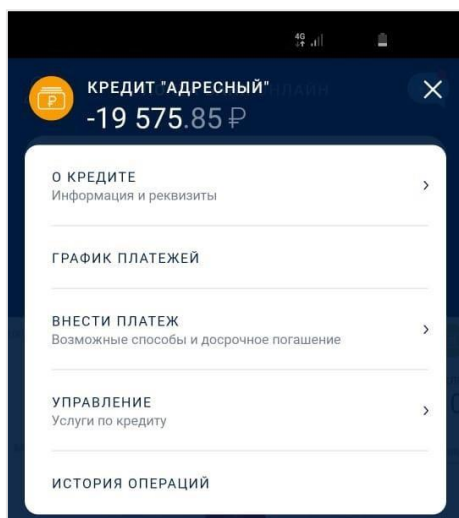 4G
КРЕДИТ "АДРЕСНЫЙ"
-19 575.85 ₽
О КРЕДИТЕ
Информация и реквизиты
ГРАФИК ПЛАТЕЖЕЙ
ВНЕСТИ ПЛАТЕЖ
Возможные способы и досрочное погашение
УПРАВЛЕНИЕ
Услуги по кредиту
ИСТОРИЯ ОПЕРАЦИЙ